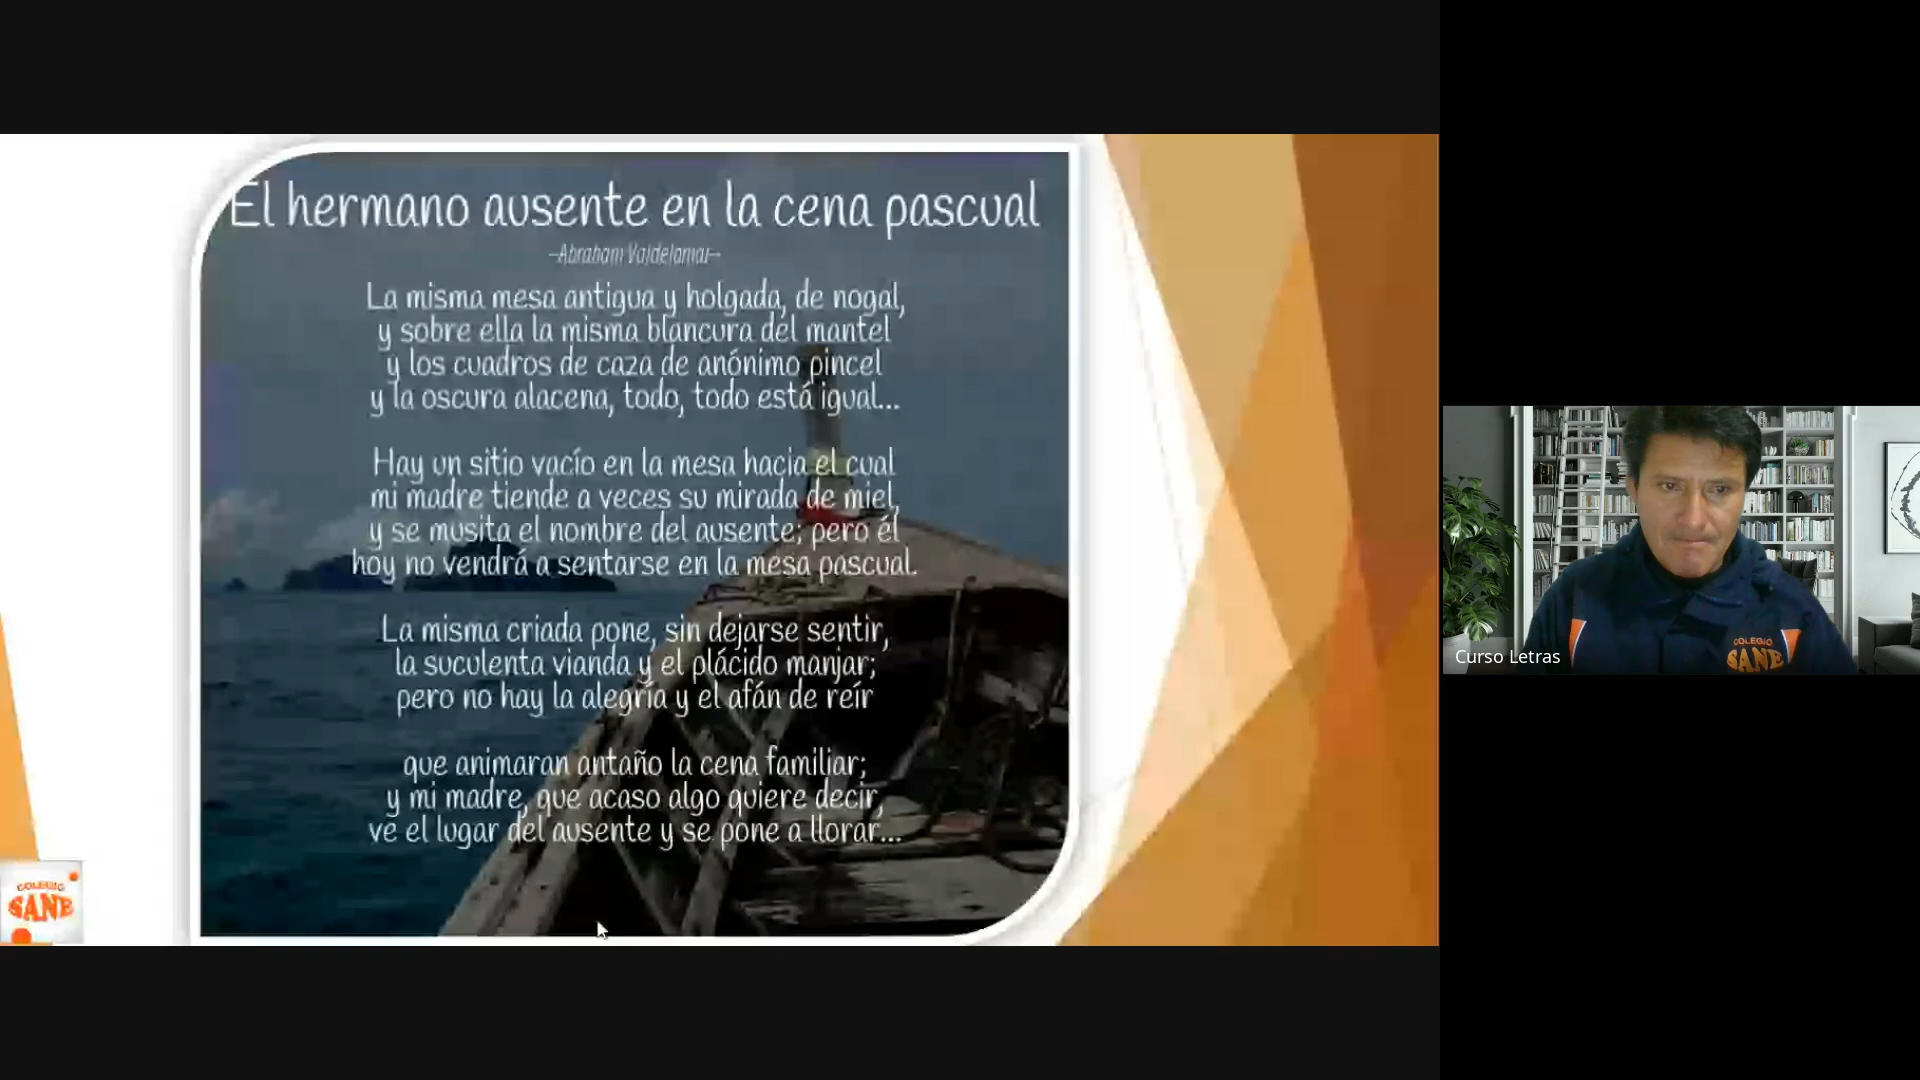 El hermano ausente en la cena pascual
–Abraham Valdelomar–
La misma mesa antigua y holgada, de nogal,
y sobre ella la misma blancura del mantel
y los cuadros de caza de anónimo pincel
y la oscura alacena, todo, todo está igual...
Hay un sitio vacío en la mesa hacia el cual
mi madre tiende a veces su mirada de miel,
y se musita el nombre del ausente; pero él
hoy no vendrá a sentarse en la mesa pascual.
La misma criada pone, sin dejarse sentir,
la suculenta vianda y el plácido manjar;
pero no hay la alegría y el afán de reír
que animaran antaño la cena familiar;
y mi madre, que acaso algo quiere decir,
ve el lugar del ausente y se pone a llorar...
COLEGIO
SANE
COLEGIO
SANE
Curso Letras